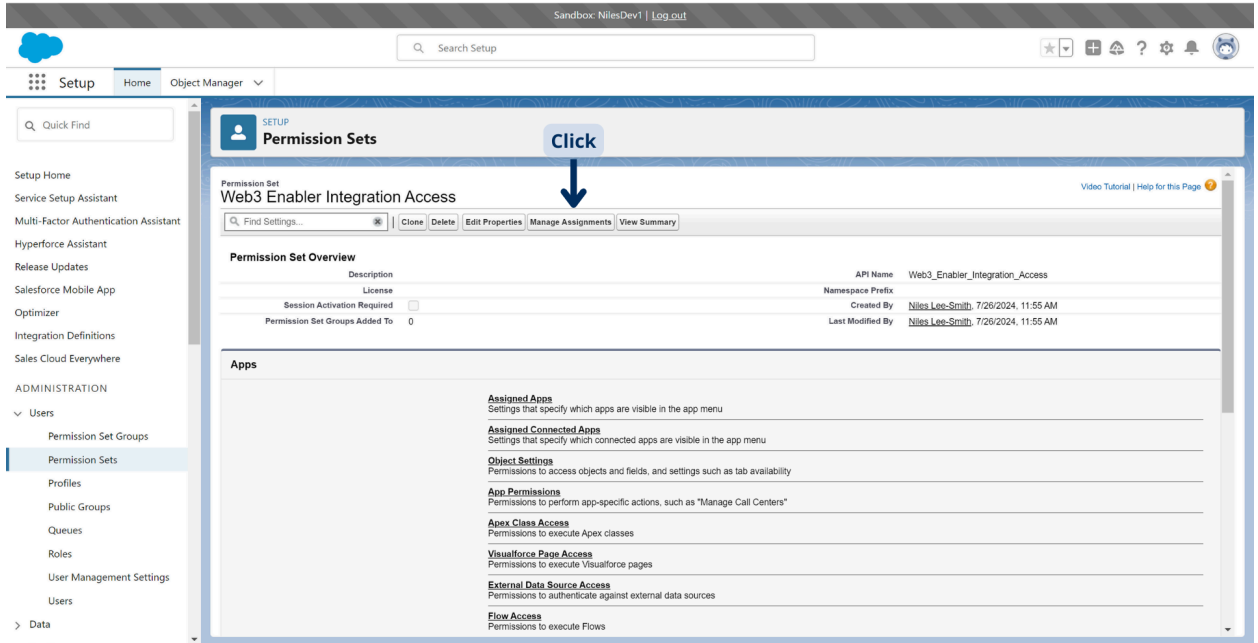 Sandbox: NilesDev1 | Log out
Search Setup
Setup
Home
Object Manager
Quick Find
Setup Home
Service Setup Assistant
Multi-Factor Authentication Assistant
Hyperforce Assistant
Release Updates
Salesforce Mobile App
Optimizer
Integration Definitions
Sales Cloud Everywhere
ADMINISTRATION
Users
Permission Set Groups
Permission Sets
Profiles
Public Groups
Queues
Roles
User Management Settings
Users
Data
SETUP
Permission Sets
Click
Permission Set
Web3 Enabler Integration Access
Video Tutorial | Help for this Page
Find Settings...
Clone Delete Edit Properties Manage Assignments View Summary
Permission Set Overview
Description
API Name Web3_Enabler_Integration_Access
License
Namespace Prefix
Session Activation Required
Created By Niles Lee-Smith, 7/26/2024, 11:55 AM
Permission Set Groups Added To 0
Last Modified By Niles Lee-Smith, 7/26/2024, 11:55 AM
Apps
Assigned Apps
Settings that specify which apps are visible in the app menu
Assigned Connected Apps
Settings that specify which connected apps are visible in the app menu
Object Settings
Permissions to access objects and fields, and settings such as tab availability
App Permissions
Permissions to perform app-specific actions, such as "Manage Call Centers"
Apex Class Access
Permissions to execute Apex classes
Visualforce Page Access
Permissions to execute Visualforce pages
External Data Source Access
Permissions to authenticate against external data sources
Flow Access
Permissions to execute Flows